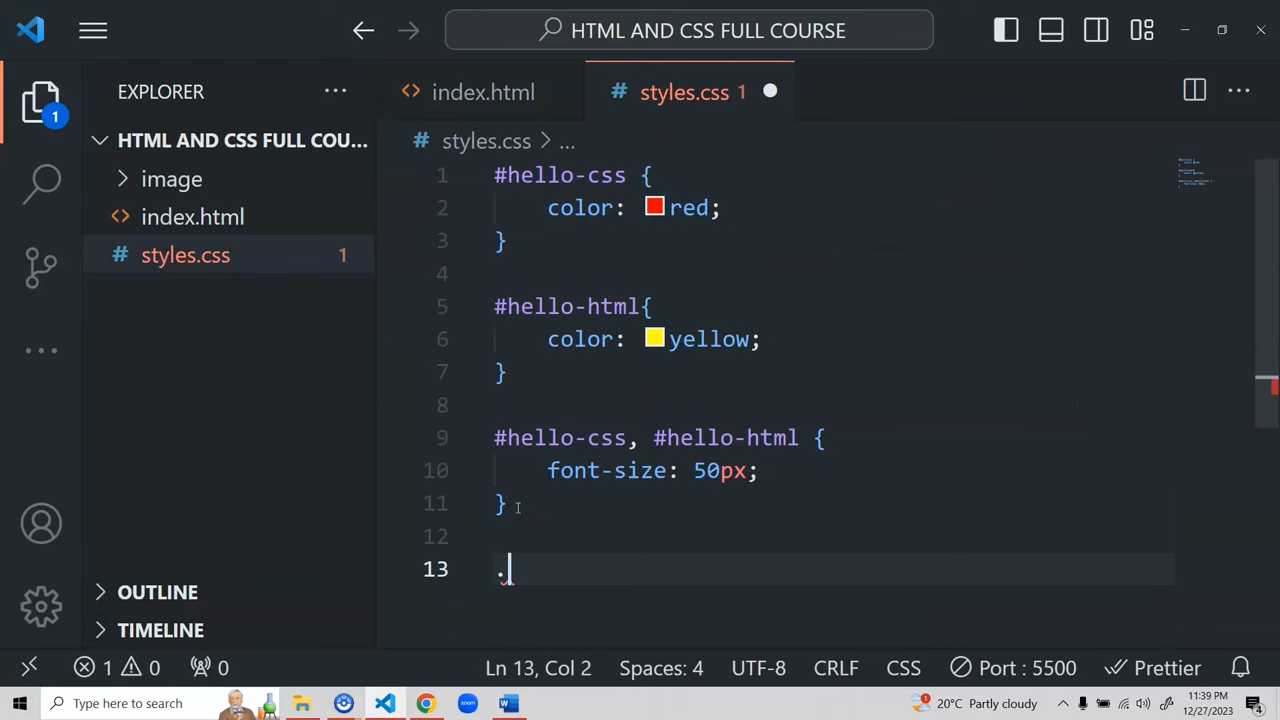 HTML AND CSS FULL COURSE
EXPLORER
index.html
# styles.css 1
1
HTML AND CSS FULL COU...
# styles.css > ...
image
index.html
# styles.css 1
1 #hello-css {
2 color: red;
3 }
4
5 #hello-html{
6 color: yellow;
7 }
8
9 #hello-css, #hello-html {
10 font-size: 50px;
11 }
12
13 .
OUTLINE
TIMELINE
1 0 0 Ln 13, Col 2 Spaces: 4 UTF-8 CRLF CSS Port : 5500 Prettier
Type here to search
W
zoom
1
20°C Partly cloudy
11:39 PM
12/27/2023
4